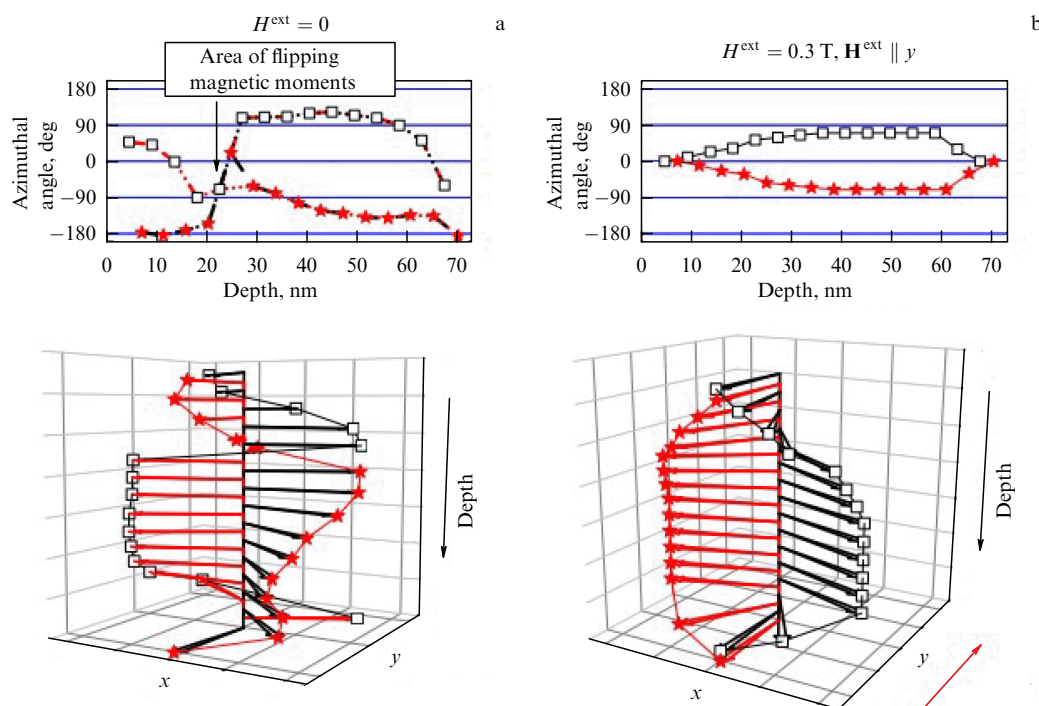 a
H^ext = 0
Area of flipping
magnetic moments
180
90
0
−90
−180
Azimuthal
angle, deg
0 10 20 30 40 50 60 70
Depth, nm
Depth
x
y
b
H^ext = 0.3 T, H^ext ∥ y
180
90
0
−90
−180
Azimuthal
angle, deg
0 10 20 30 40 50 60 70
Depth, nm
Depth
x
y